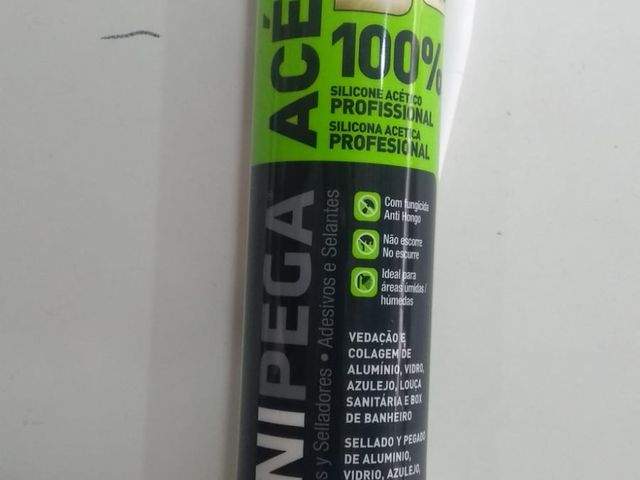 ACÉ
100%
SILICONE ACÉTICO
PROFISSIONAL
SILICONA ACETICA
PROFESIONAL
Com fungicida
Anti Hongo
Não escorre
No escurre
Ideal para
áreas úmidas /
húmedas
NIPEGA
s y Selladores • Adesivos e Selantes
VEDAÇÃO E
COLAGEM DE
ALUMÍNIO, VIDRO,
AZULEJO, LOUÇA
SANITÁRIA E BOX
DE BANHEIRO
SELLADO Y PEGADO
DE ALUMINIO,
VIDRIO, AZULEJO,